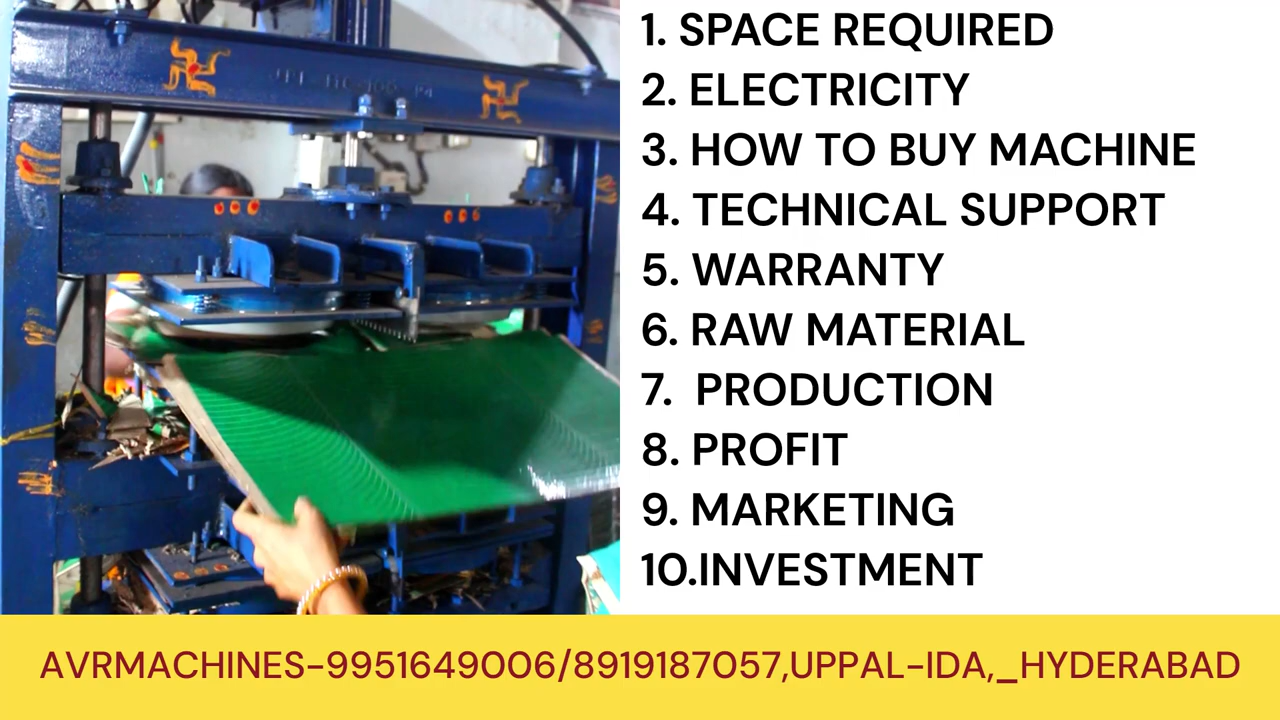 1. SPACE REQUIRED
2. ELECTRICITY
3. HOW TO BUY MACHINE
4. TECHNICAL SUPPORT
5. WARRANTY
6. RAW MATERIAL
7. PRODUCTION
8. PROFIT
9. MARKETING
10.INVESTMENT
AVRMACHINES-9951649006/8919187057,UPPAL-IDA,_HYDERABAD